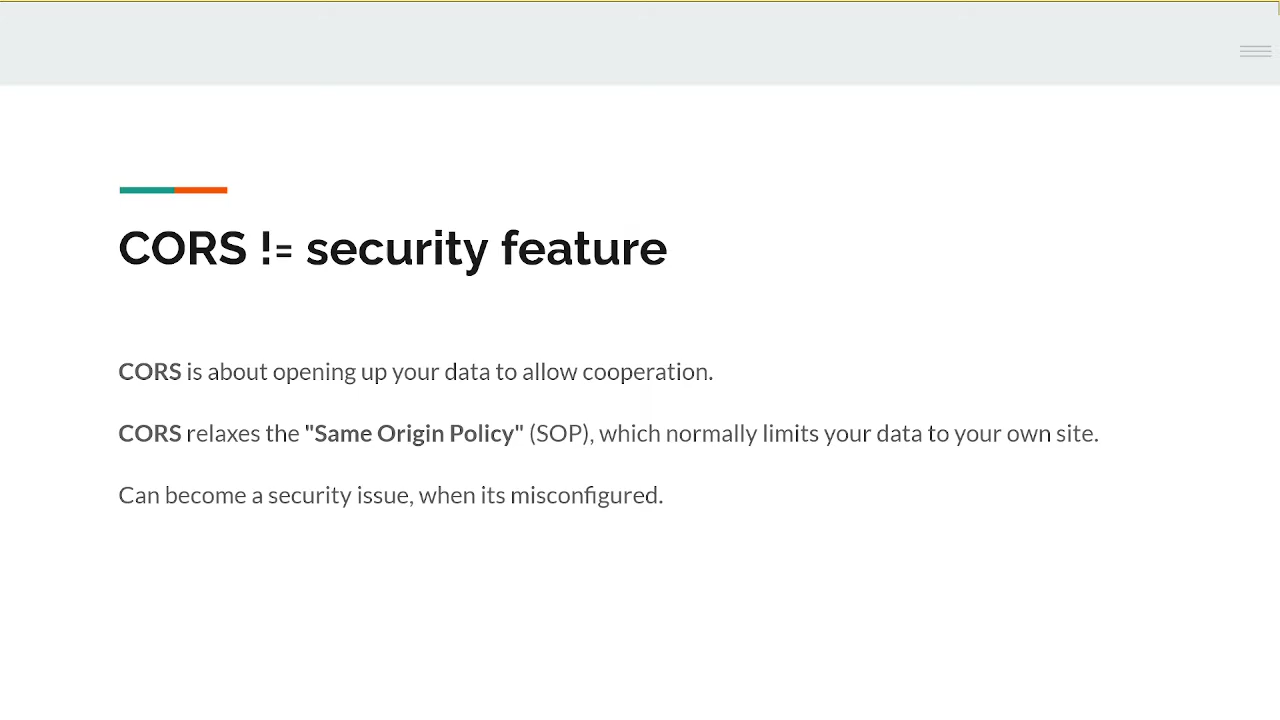 CORS != security feature
CORS is about opening up your data to allow cooperation.
CORS relaxes the "Same Origin Policy" (SOP), which normally limits your data to your own site.
Can become a security issue, when its misconfigured.